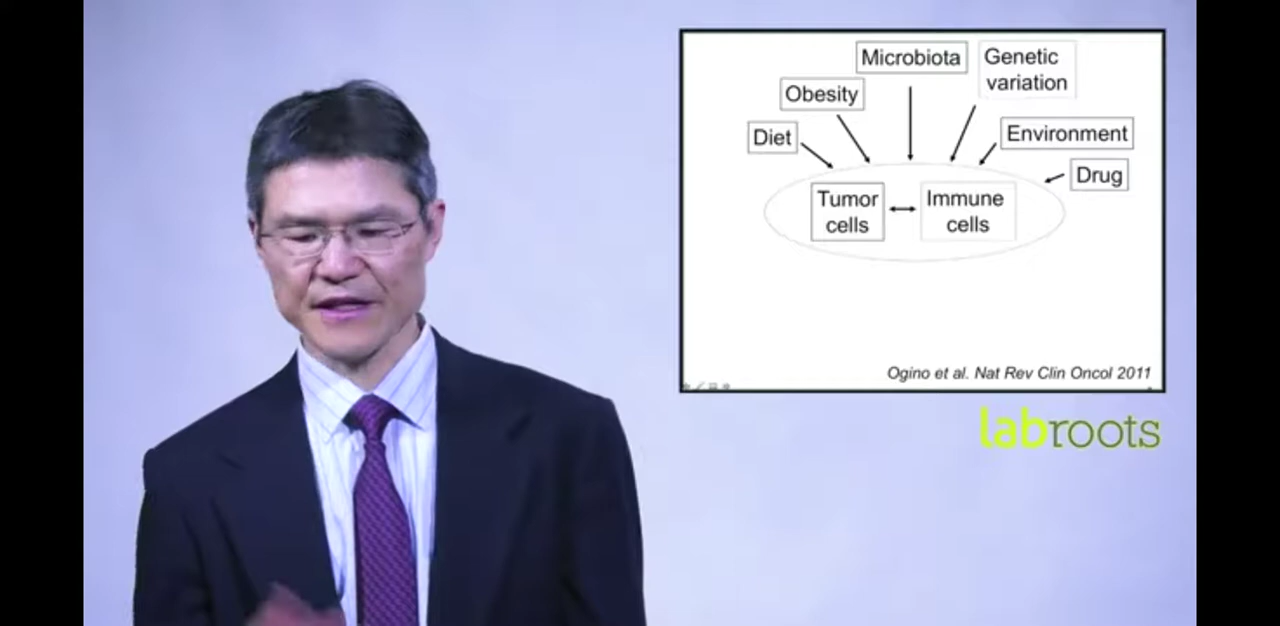 Microbiota
Genetic
variation
Obesity
Diet
Environment
Drug
Tumor
cells
Immune
cells
Ogino et al. Nat Rev Clin Oncol 2011
labroots